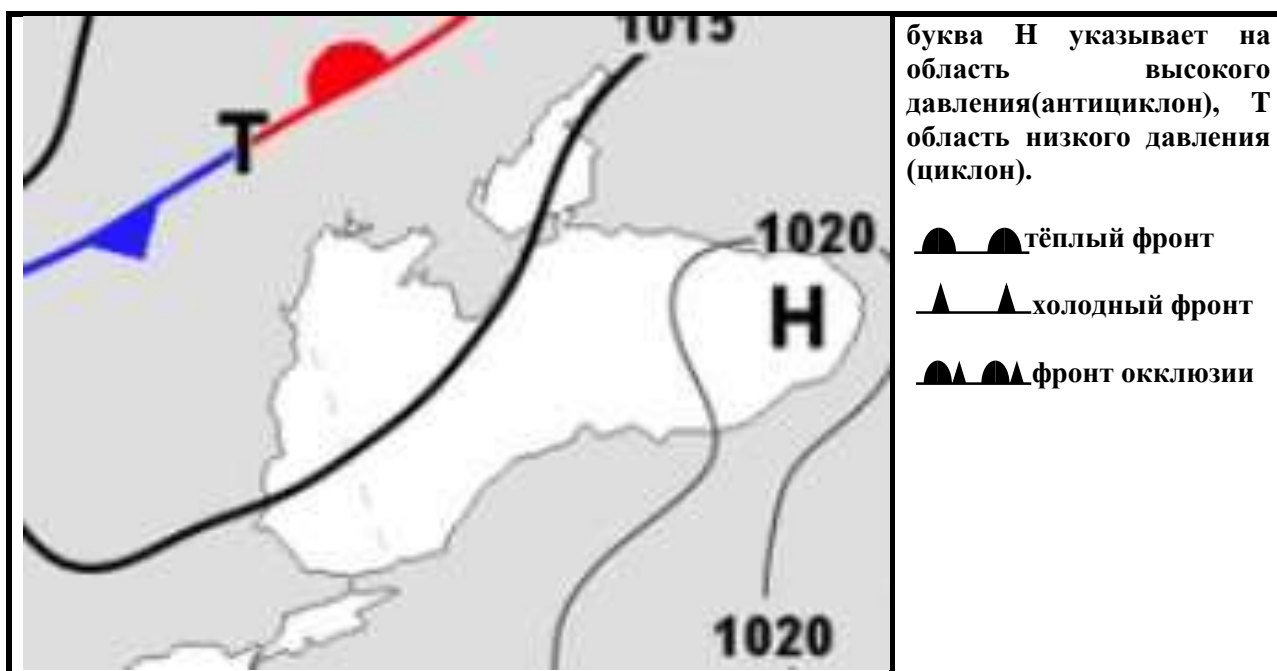 1015
T
1020
H
1020
буква Н указывает на
область высокого
давления(антициклон), Т
область низкого давления
(циклон).
тёплый фронт
холодный фронт
фронт окклюзии